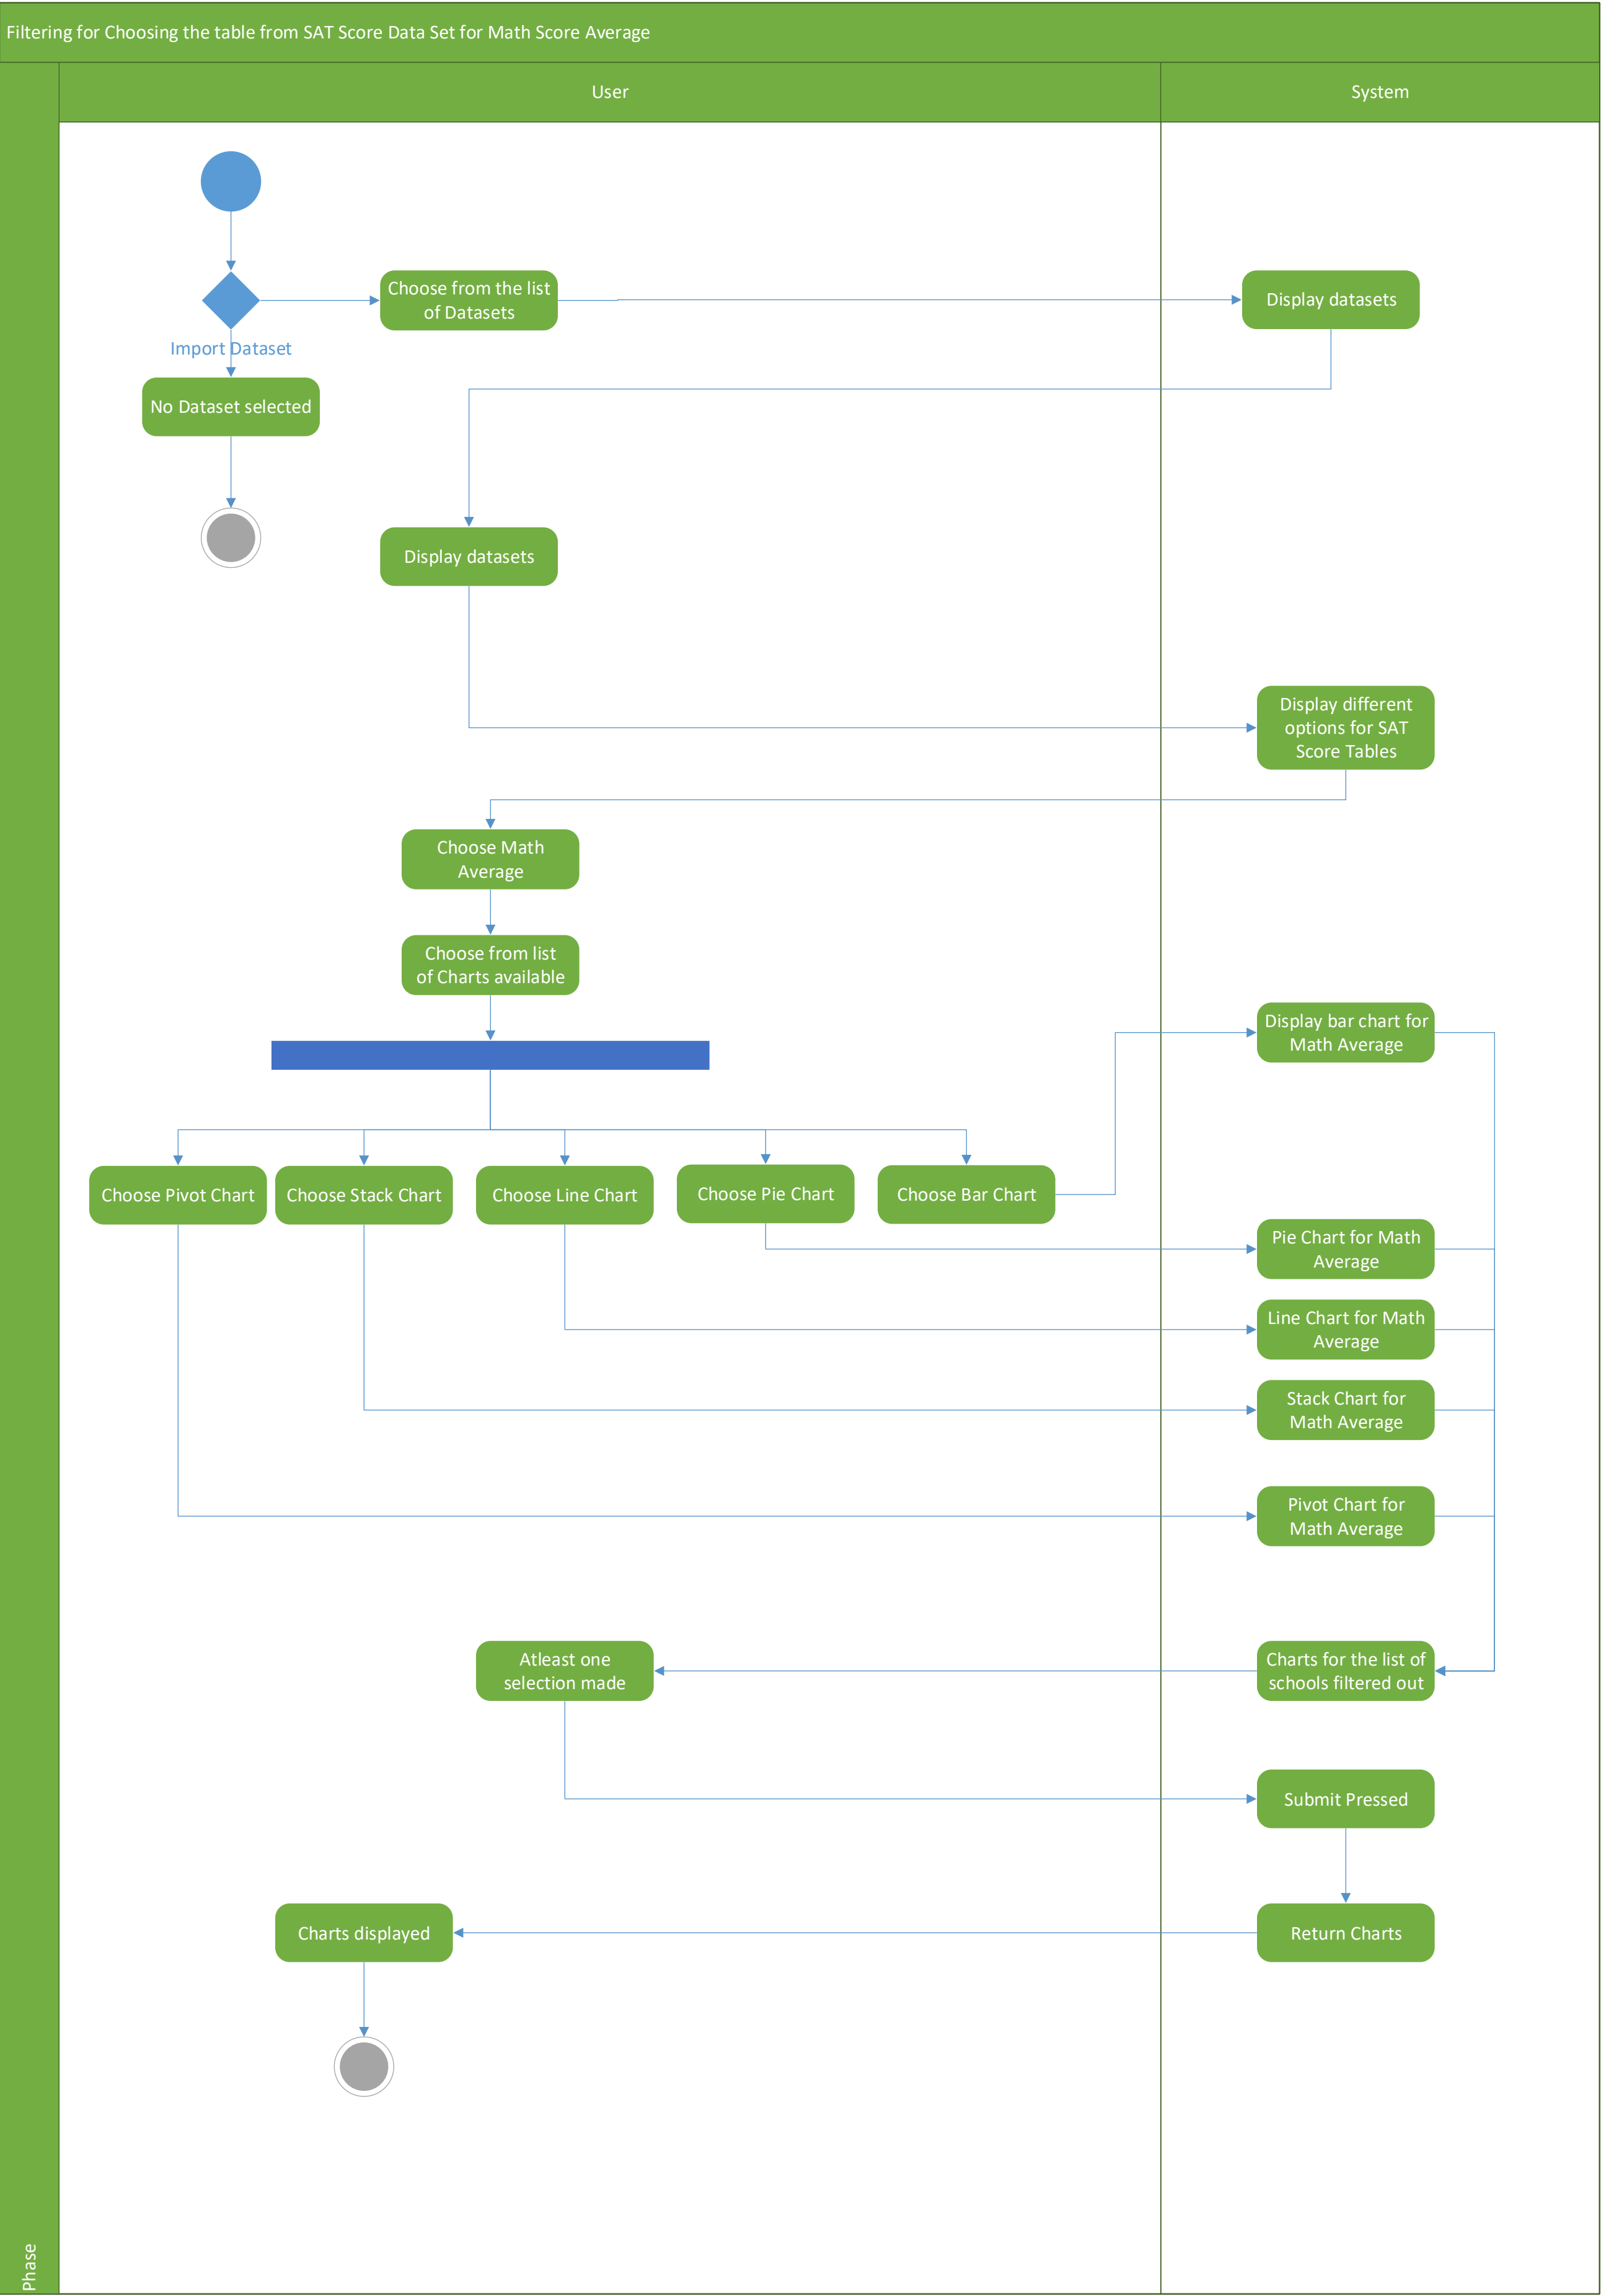 Filtering for Choosing the table from SAT Score Data Set for Math Score Average
User
System
Choose from the list
of Datasets
Display datasets
Import Dataset
No Dataset selected
Display datasets
Display different
options for SAT
Score Tables
Choose Math
Average
Choose from list
of Charts available
Display bar chart for
Math Average
Choose Pivot Chart
Choose Stack Chart
Choose Line Chart
Choose Pie Chart
Choose Bar Chart
Pie Chart for Math
Average
Line Chart for Math
Average
Stack Chart for
Math Average
Pivot Chart for
Math Average
Atleast one
selection made
Charts for the list of
schools filtered out
Submit Pressed
Charts displayed
Return Charts
Phase